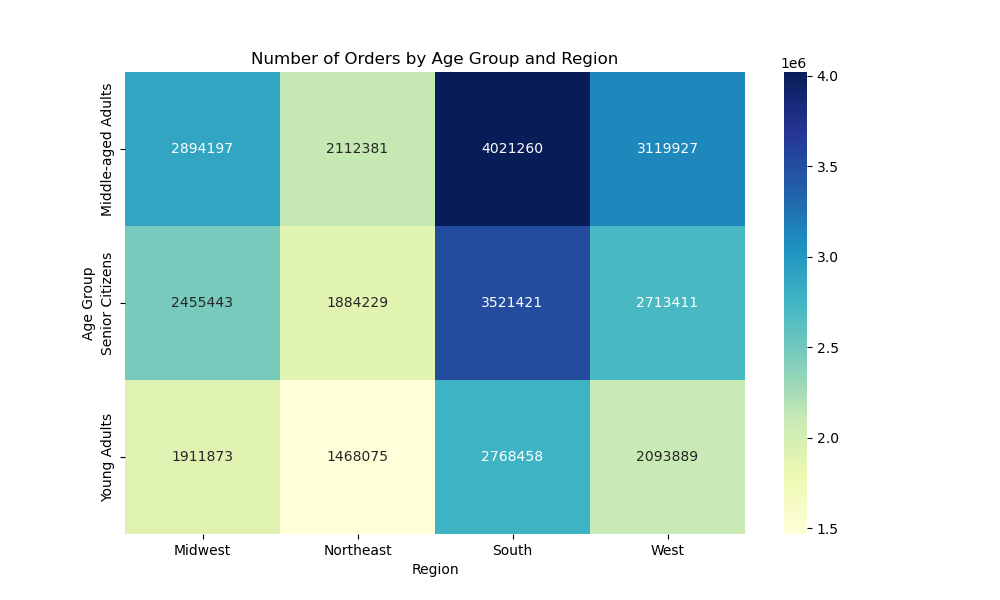 Number of Orders by Age Group and Region
1e6
Age Group
Middle-aged Adults
2894197 2112381 4021260 3119927
Senior Citizens
2455443 1884229 3521421 2713411
Young Adults
1911873 1468075 2768458 2093889
Midwest Northeast South West
Region
4.0
3.5
3.0
2.5
2.0
1.5